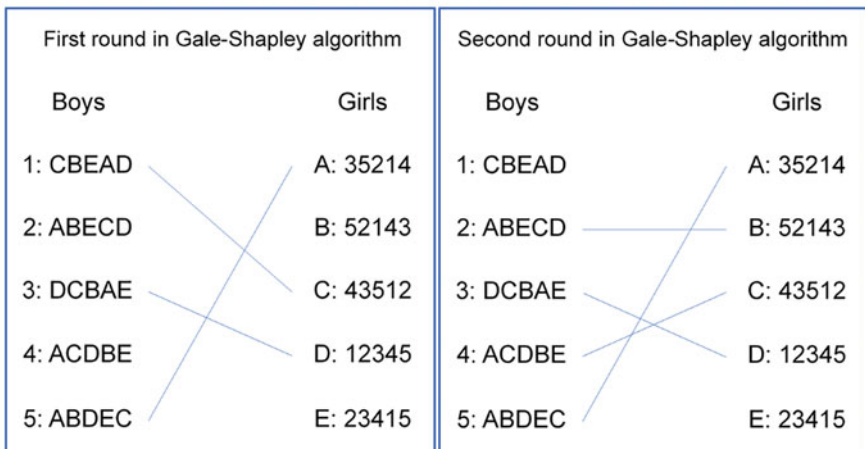 First round in Gale-Shapley algorithm
Boys Girls
1: CBEAD A: 35214
2: ABECD B: 52143
3: DCBAE C: 43512
4: ACDBE D: 12345
5: ABDEC E: 23415
Second round in Gale-Shapley algorithm
Boys Girls
1: CBEAD A: 35214
2: ABECD B: 52143
3: DCBAE C: 43512
4: ACDBE D: 12345
5: ABDEC E: 23415